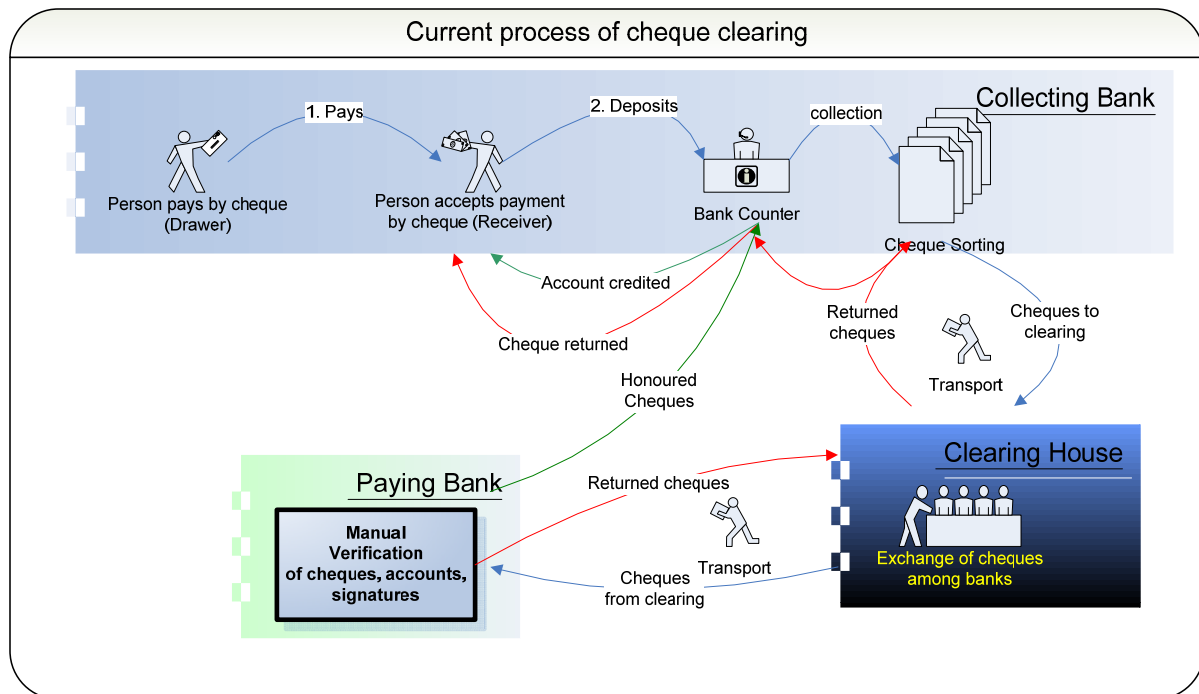 Current process of cheque clearing
Collecting Bank
1. Pays
2. Deposits
collection
Person pays by cheque
(Drawer)
Person accepts payment
by cheque (Receiver)
Bank Counter
Cheque Sorting
Account credited
Cheque returned
Returned
cheques
Cheques to
clearing
Transport
Honoured
Cheques
Paying Bank
Manual
Verification
of cheques, accounts,
signatures
Returned cheques
Transport
Cheques
from clearing
Clearing House
Exchange of cheques
among banks